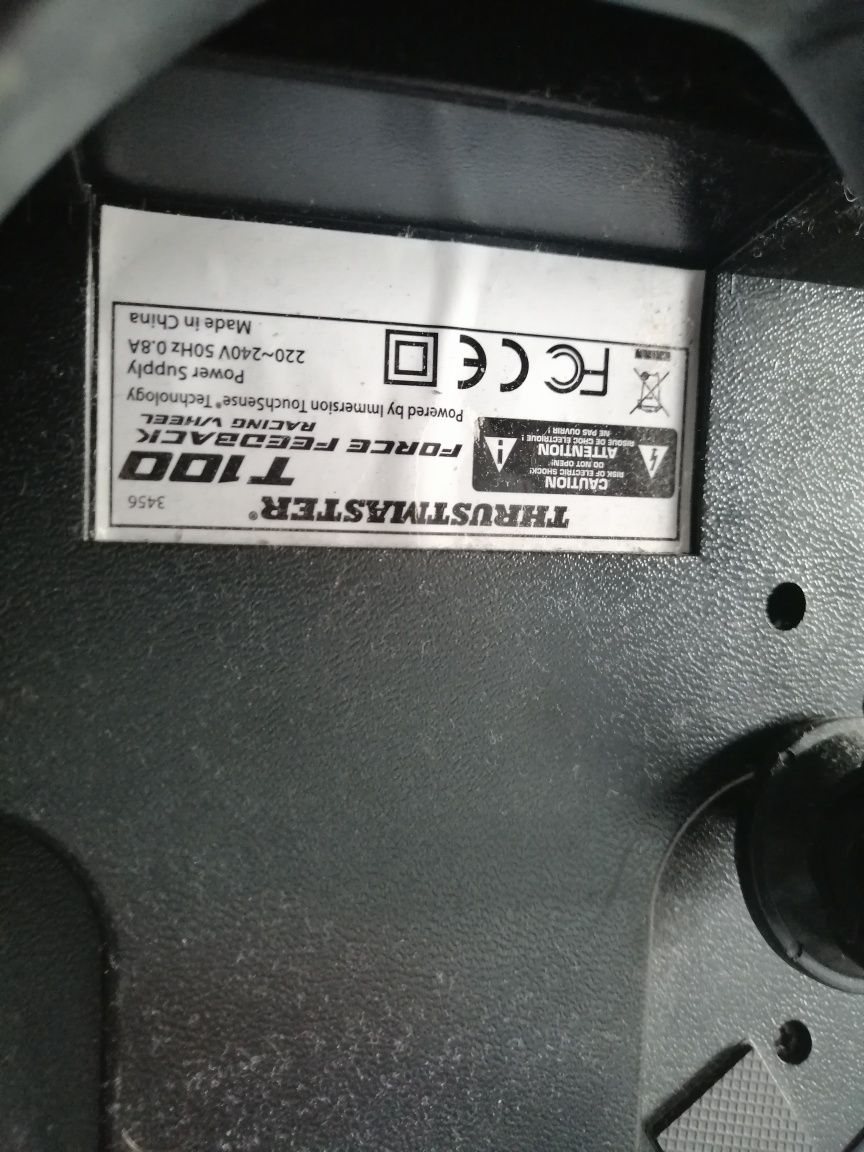 THRUSTMASTER®
3456
T100
FORCE FEEDBACK
RACING WHEEL
Powered by Immersion TouchSense® Technology
Power Supply
220~240V 50Hz 0.8A
Made in China
CAUTION
RISK OF ELECTRIC SHOCK!
DO NOT OPEN!
ATTENTION
RISQUE DE CHOC ELECTRIQUE!
NE PAS OUVRIR!
FC CE